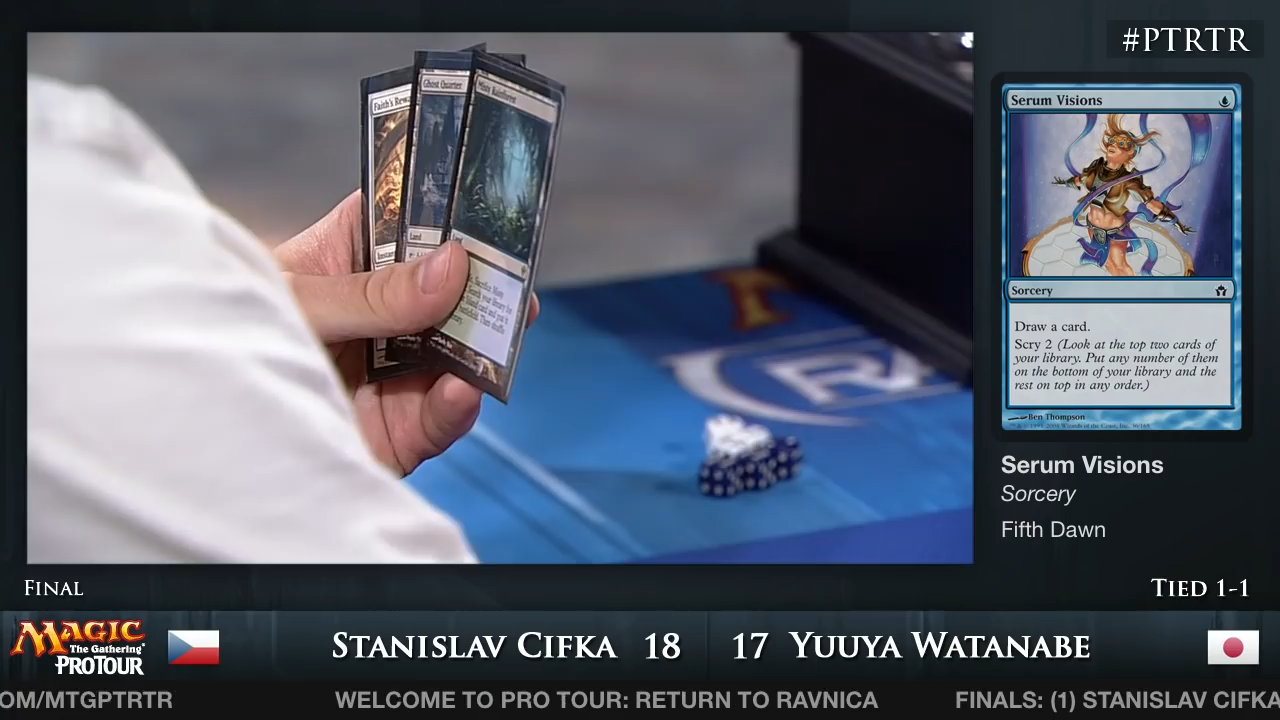 #PTRTR
Serum Visions
Sorcery
Draw a card.
Scry 2 (Look at the top two cards of
your library. Put any number of them
on the bottom of your library and the
rest on top in any order.)
Ben Thompson
Serum Visions
Sorcery
Fifth Dawn
Faith's
Ghost Quarter
Misty Rainforest
Instant
Land
R
FINAL
TIED 1-1
MAGIC
The Gathering
PROTOUR
STANISLAV CIFKA 18
17 YUUYA WATANABE
OM/MTGPTRTR
WELCOME TO PRO TOUR: RETURN TO RAVNICA
FINALS: (1) STANISLAV CIFKA